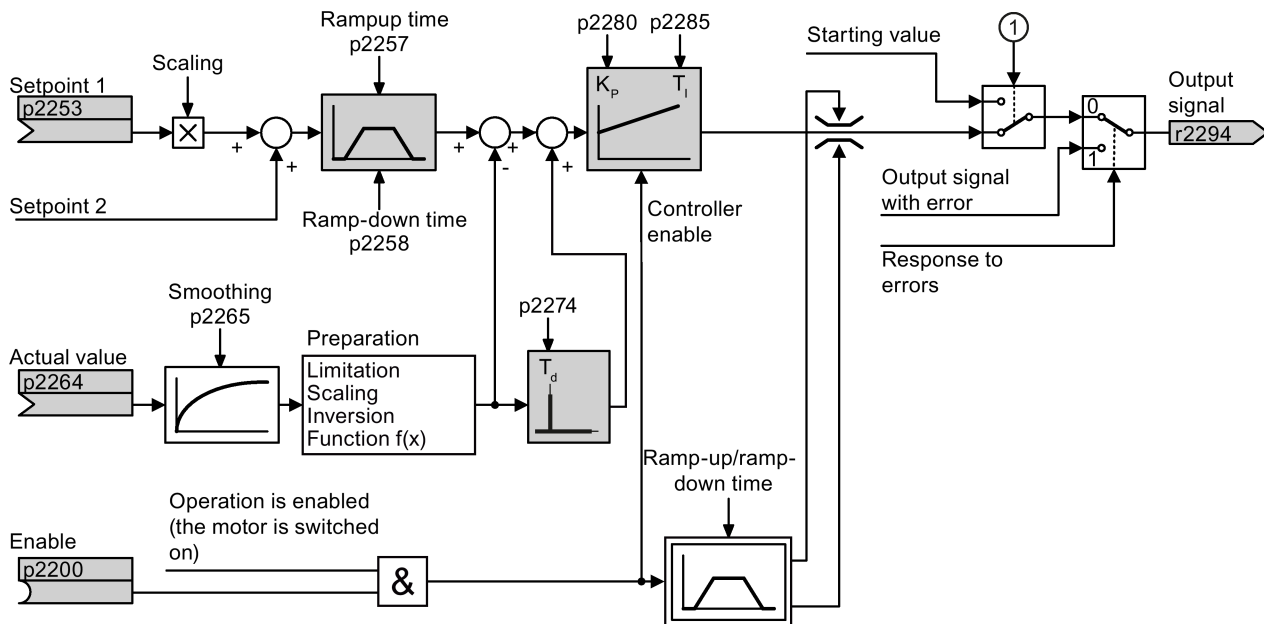 Rampup time
p2257
p2280
p2285
Starting value
1
Scaling
Setpoint 1
p2253
K_P
T_I
0
1
Output
signal
r2294
+
+
+
-
+
+
Setpoint 2
Ramp-down time
p2258
Controller
enable
Output signal
with error
Response to
errors
Smoothing
p2265
p2274
Preparation
Actual value
p2264
Limitation
Scaling
Inversion
Function f(x)
T_d
Ramp-up/ramp-
down time
Operation is enabled
(the motor is switched
on)
Enable
p2200
&